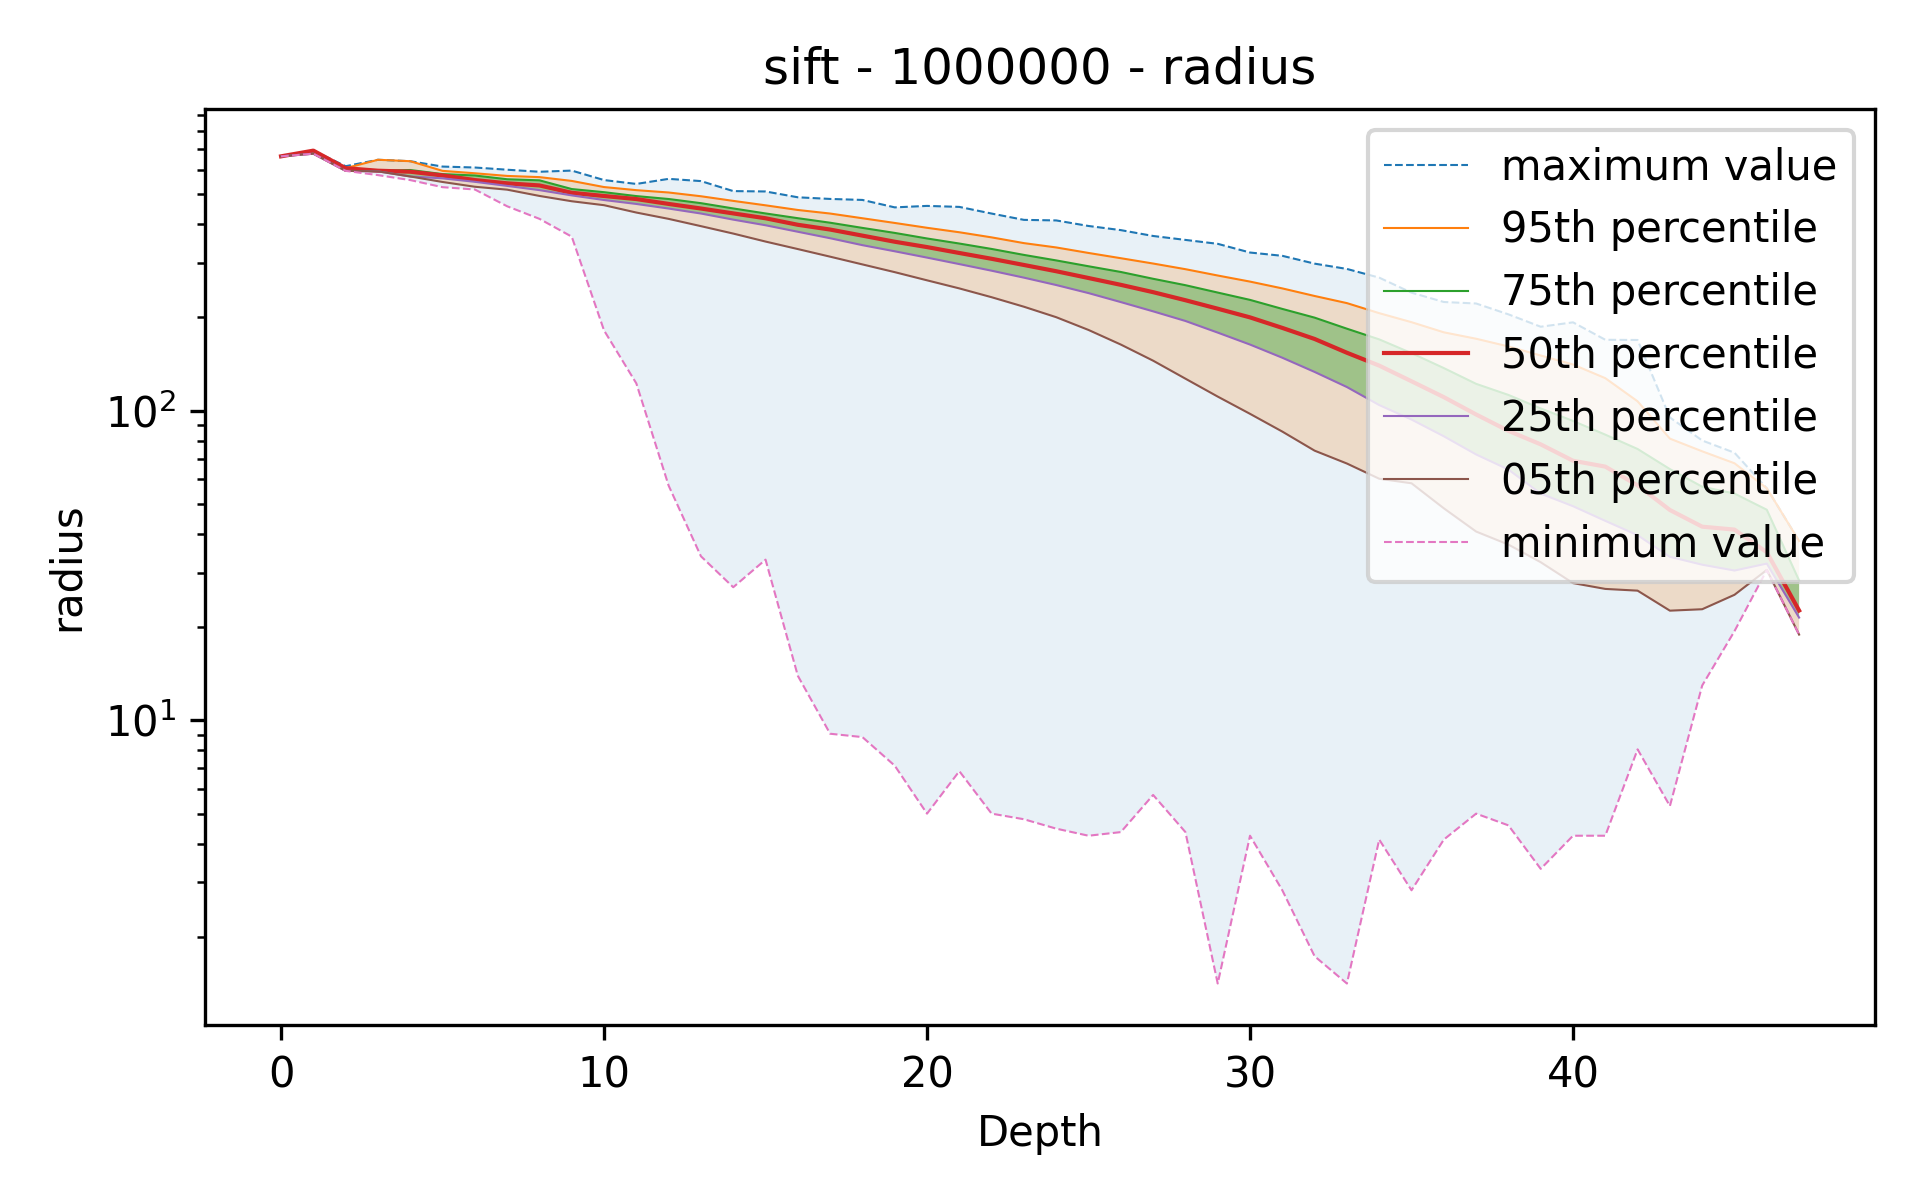 sift - 1000000 - radius
maximum value
95th percentile
75th percentile
50th percentile
25th percentile
05th percentile
minimum value
radius
10²
10¹
0 10 20 30 40
Depth